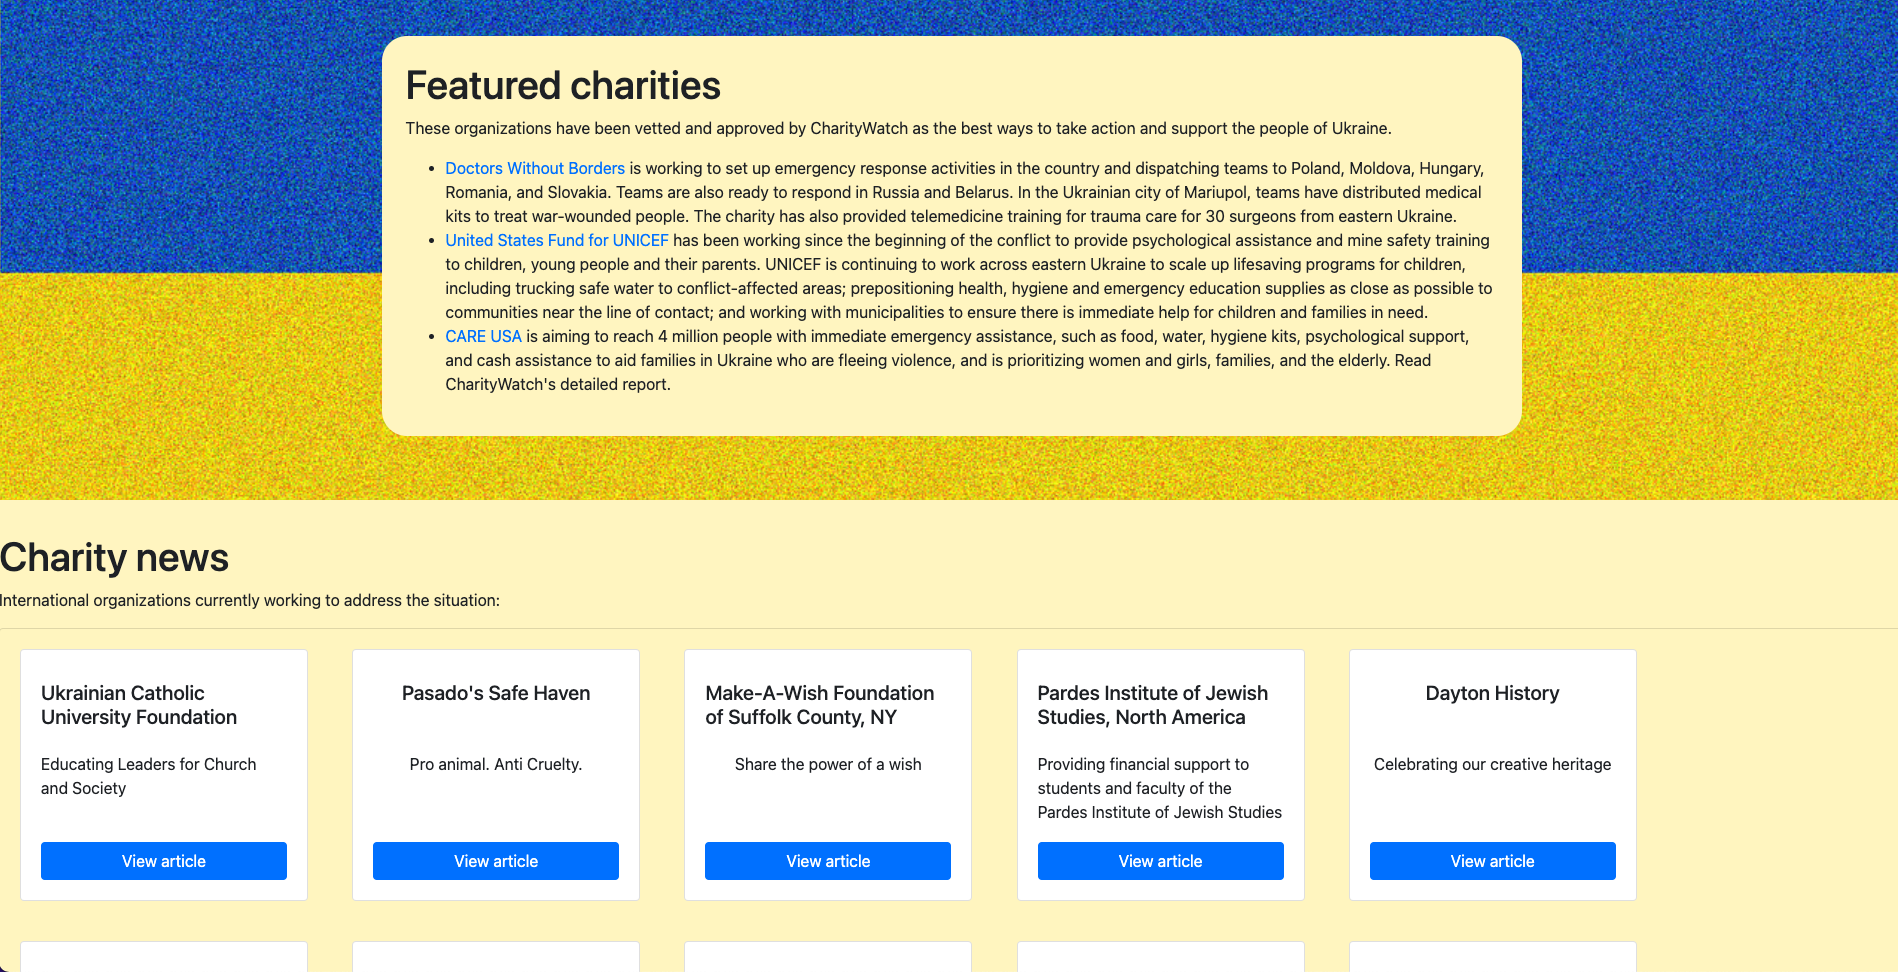 Featured charities
These organizations have been vetted and approved by CharityWatch as the best ways to take action and support the people of Ukraine.
• Doctors Without Borders is working to set up emergency response activities in the country and dispatching teams to Poland, Moldova, Hungary,
Romania, and Slovakia. Teams are also ready to respond in Russia and Belarus. In the Ukrainian city of Mariupol, teams have distributed medical
kits to treat war-wounded people. The charity has also provided telemedicine training for trauma care for 30 surgeons from eastern Ukraine.
• United States Fund for UNICEF has been working since the beginning of the conflict to provide psychological assistance and mine safety training
to children, young people and their parents. UNICEF is continuing to work across eastern Ukraine to scale up lifesaving programs for children,
including trucking safe water to conflict-affected areas; prepositioning health, hygiene and emergency education supplies as close as possible to
communities near the line of contact; and working with municipalities to ensure there is immediate help for children and families in need.
• CARE USA is aiming to reach 4 million people with immediate emergency assistance, such as food, water, hygiene kits, psychological support,
and cash assistance to aid families in Ukraine who are fleeing violence, and is prioritizing women and girls, families, and the elderly. Read
CharityWatch's detailed report.
Charity news
International organizations currently working to address the situation:
Ukrainian Catholic
University Foundation
Educating Leaders for Church
and Society
View article
Pasado's Safe Haven
Pro animal. Anti Cruelty.
View article
Make-A-Wish Foundation
of Suffolk County, NY
Share the power of a wish
View article
Pardes Institute of Jewish
Studies, North America
Providing financial support to
students and faculty of the
Pardes Institute of Jewish Studies
View article
Dayton History
Celebrating our creative heritage
View article